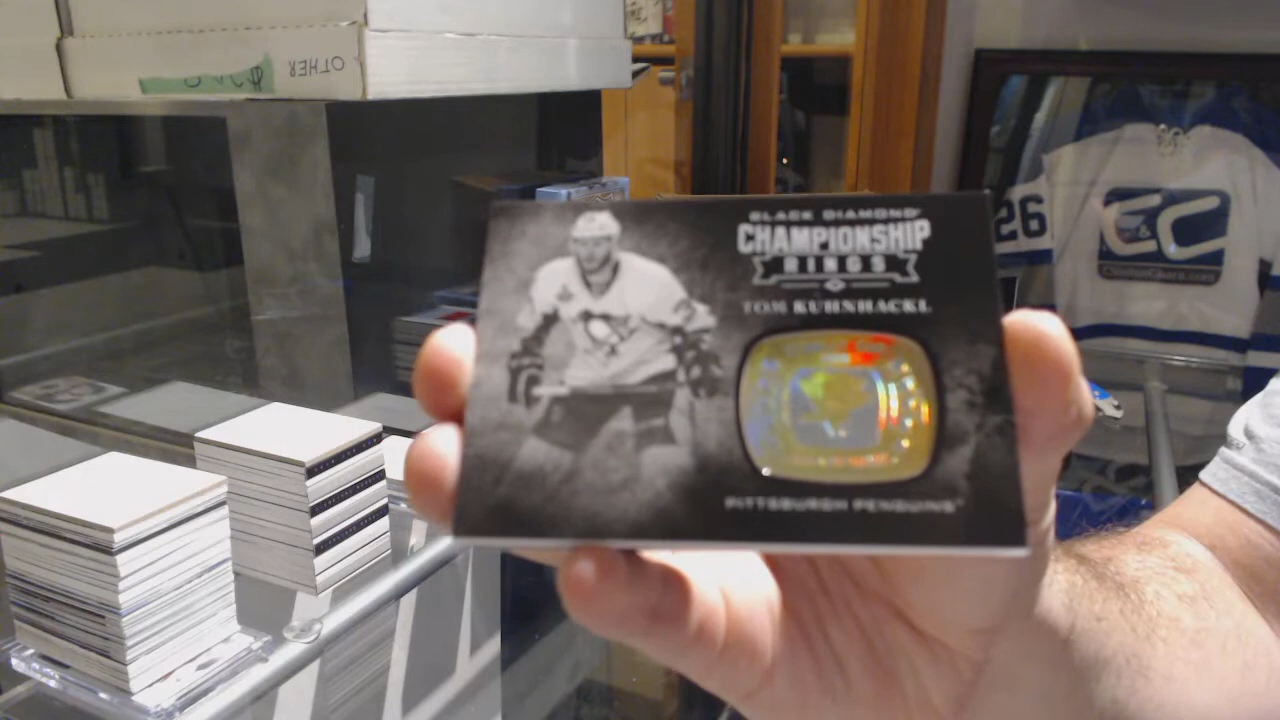 OTHER
BLACK DIAMOND
CHAMPIONSHIP
RINGS
TOM KUHNHACKL
PITTSBURGH PENGUINS
26
C&C